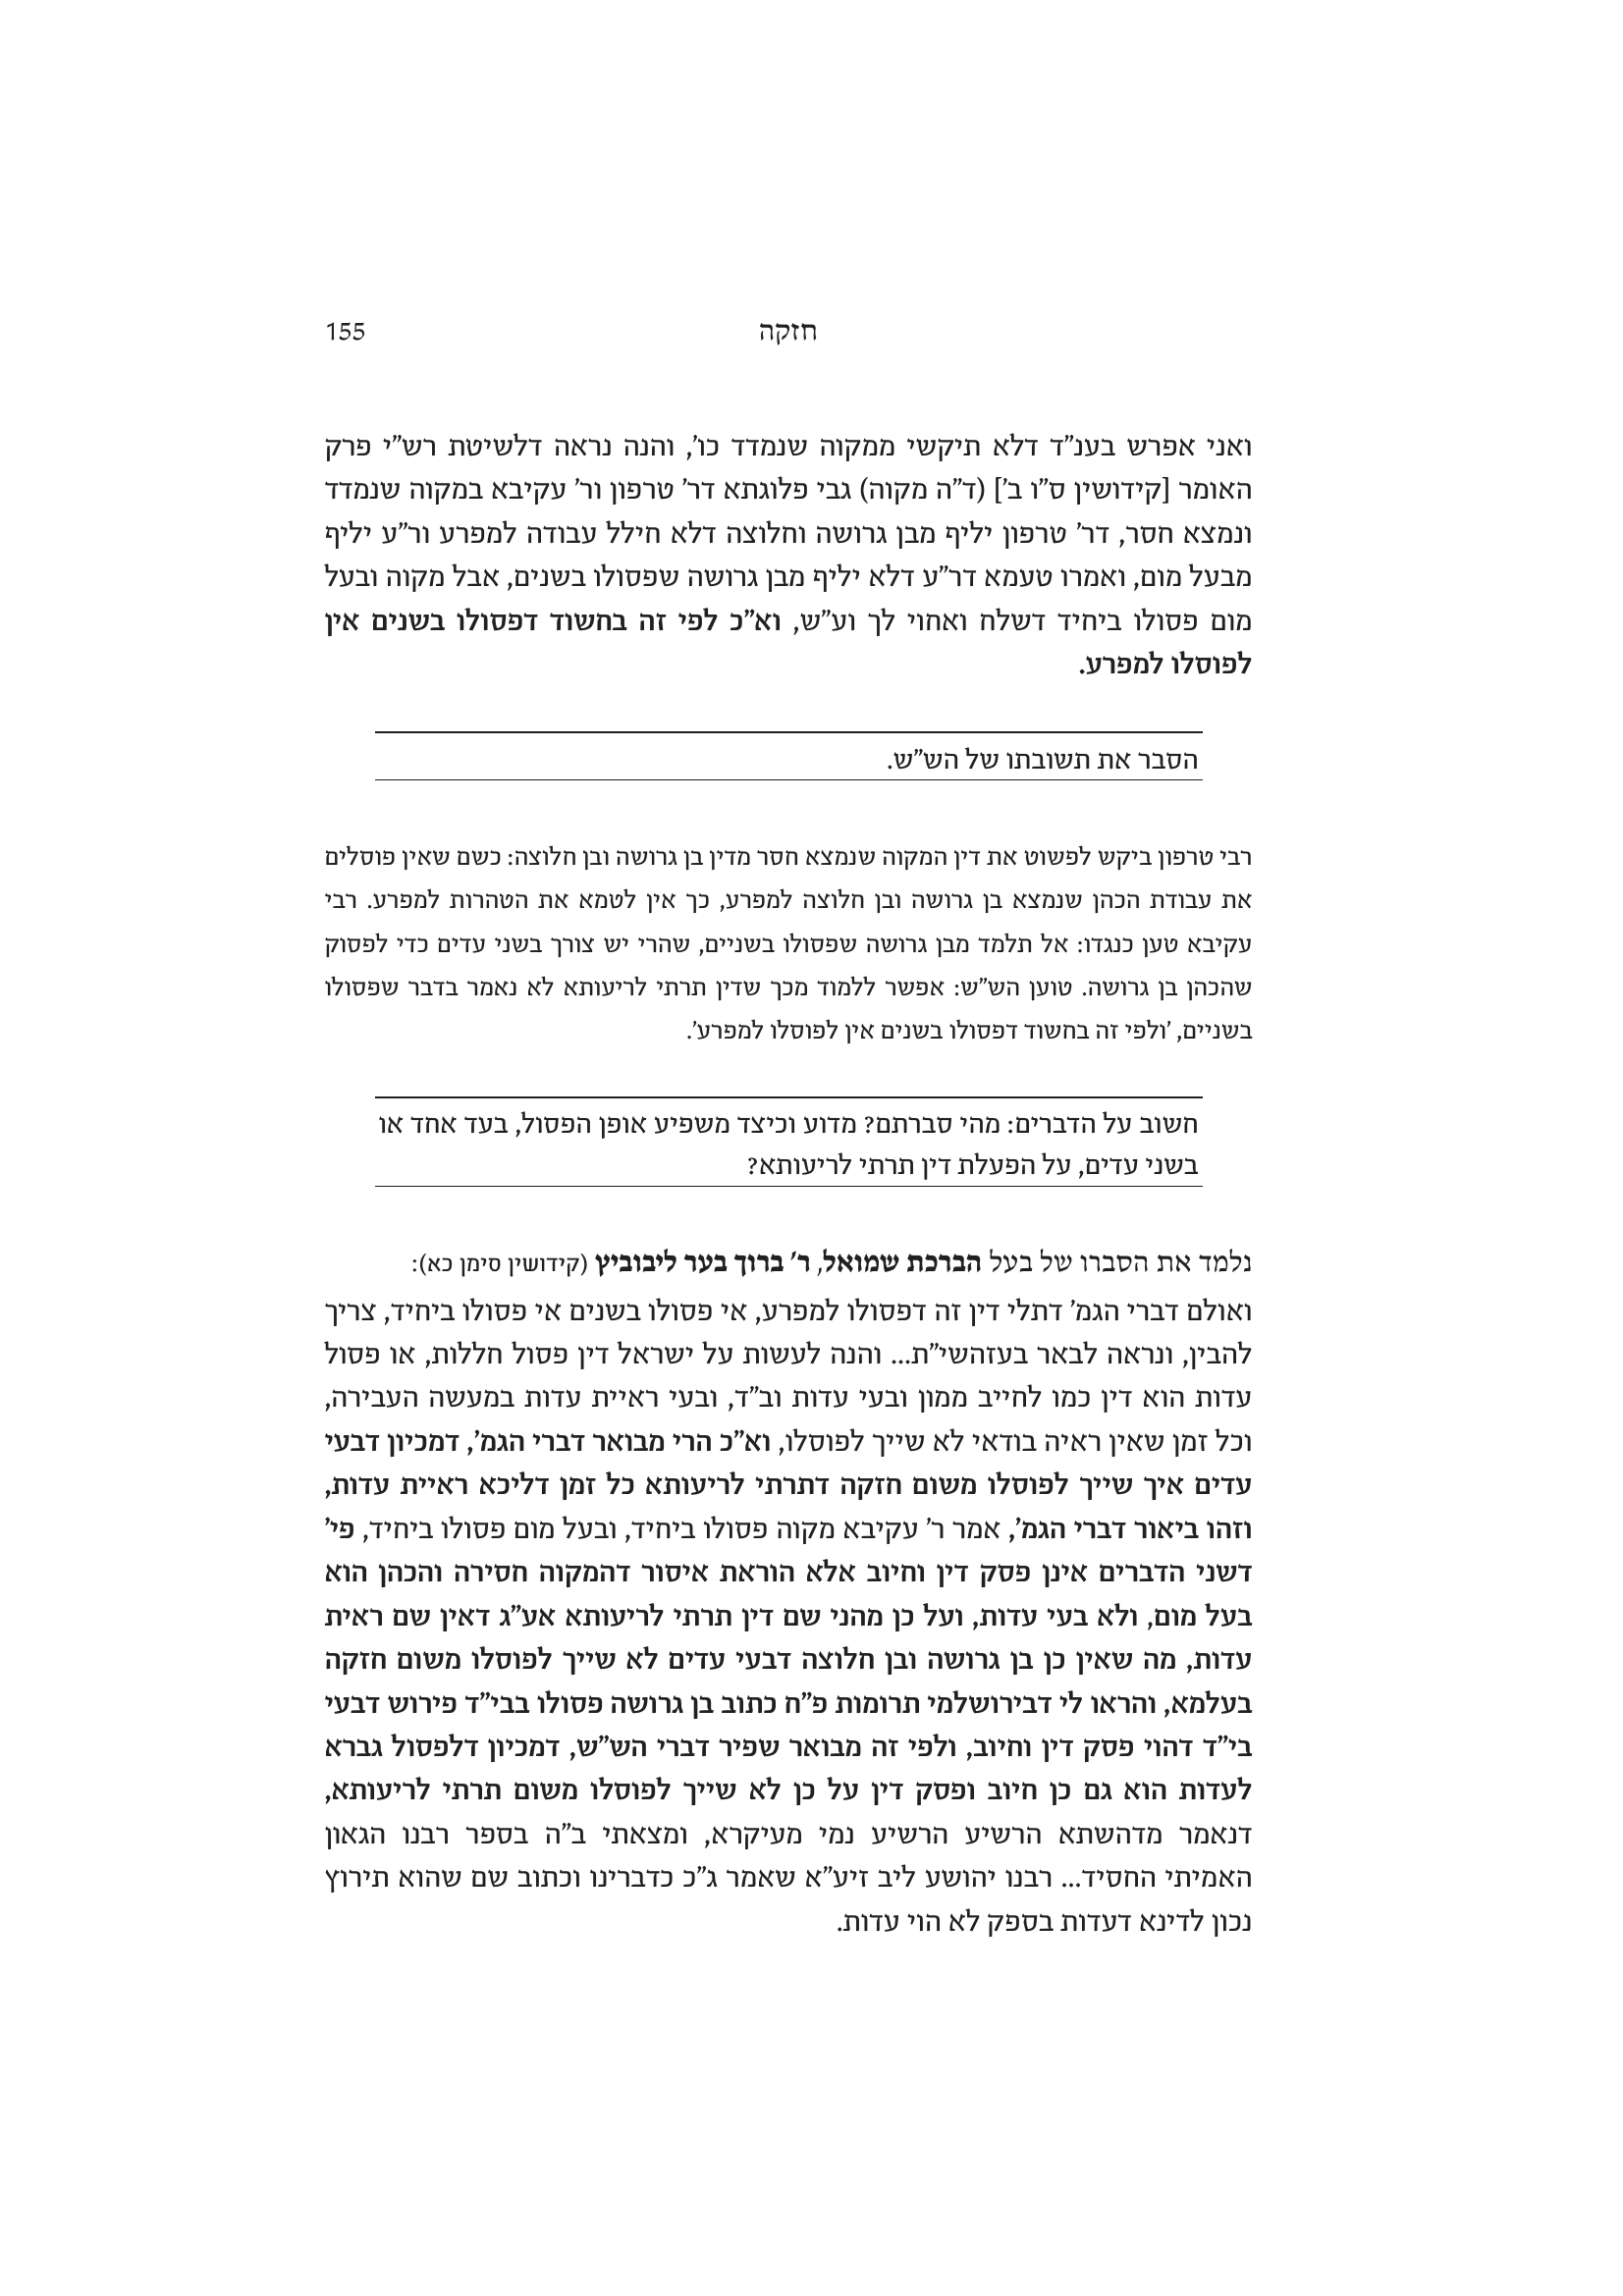 חזקה 155
ואני אפרש בענ"ד דלא תיקשי ממקוה שנמדד כו', והנה נראה דלשיטת רש"י פרק
האומר [קידושין ס"ו ב'] (ד"ה מקוה) גבי פלוגתא דר' טרפון ור' עקיבא במקוה שנמדד
ונמצא חסר, דר' טרפון יליף מבן גרושה וחלוצה דלא חילל עבודה למפרע ור"ע יליף
מבעל מום, ואמרו טעמא דר"ע דלא יליף מבן גרושה שפסולו בשנים, אבל מקוה ובעל
מום פסולו ביחיד דשלח ואחוי לך וע"ש, וא"כ לפי זה בחשוד דפסולו בשנים אין
לפוסלו למפרע.
הסבר את תשובתו של הש"ש.
רבי טרפון ביקש לפשוט את דין המקוה שנמצא חסר מדין בן גרושה ובן חלוצה: כשם שאין פוסלים
את עבודת הכהן שנמצא בן גרושה ובן חלוצה למפרע, כך אין לטמא את הטהרות למפרע. רבי
עקיבא טען כנגדו: אל תלמד מבן גרושה שפסולו בשניים, שהרי יש צורך בשני עדים כדי לפסוק
שהכהן בן גרושה. טוען הש"ש: אפשר ללמוד מכך שדין תרתי לריעותא לא נאמר בדבר שפסולו
בשניים, 'ולפי זה בחשוד דפסולו בשנים אין לפוסלו למפרע'.
חשוב על הדברים: מהי סברתם? מדוע וכיצד משפיע אופן הפסול, בעד אחד או
בשני עדים, על הפעלת דין תרתי לריעותא?
נלמד את הסברו של בעל הברכת שמואל, ר' ברוך בער ליבוביץ (קידושין סימן כא):
ואולם דברי הגמ' דתלי דין זה דפסולו למפרע, אי פסולו בשנים אי פסולו ביחיד, צריך
להבין, ונראה לבאר בעזהשי"ת... והנה לעשות על ישראל דין פסול חללות, או פסול
עדות הוא דין כמו לחייב ממון ובעי עדות וב"ד, ובעי ראיית עדות במעשה העבירה,
וכל זמן שאין ראיה בודאי לא שייך לפוסלו, וא"כ הרי מבואר דברי הגמ', דמכיון דבעי
עדים איך שייך לפוסלו משום חזקה דתרתי לריעותא כל זמן דליכא ראיית עדות,
וזהו ביאור דברי הגמ', אמר ר' עקיבא מקוה פסולו ביחיד, ובעל מום פסולו ביחיד, פי'
דשני הדברים אינן פסק דין וחיוב אלא הוראת איסור דהמקוה חסירה והכהן הוא
בעל מום, ולא בעי עדות, ועל כן מהני שם דין תרתי לריעותא אע"ג דאין שם ראית
עדות, מה שאין כן בן גרושה ובן חלוצה דבעי עדים לא שייך לפוסלו משום חזקה
בעלמא, והראו לי דבירושלמי תרומות פ"ח כתוב בן גרושה פסולו בבי"ד פירוש דבעי
בי"ד דהוי פסק דין וחיוב, ולפי זה מבואר שפיר דברי הש"ש, דמכיון דלפסול גברא
לעדות הוא גם כן חיוב ופסק דין על כן לא שייך לפוסלו משום תרתי לריעותא,
דנאמר מדהשתא הרשיע הרשיע נמי מעיקרא, ומצאתי ב"ה בספר רבנו הגאון
האמיתי החסיד... רבנו יהושע ליב זיע"א שאמר ג"כ כדברינו וכתוב שם שהוא תירוץ
נכון לדינא דעדות בספק לא הוי עדות.